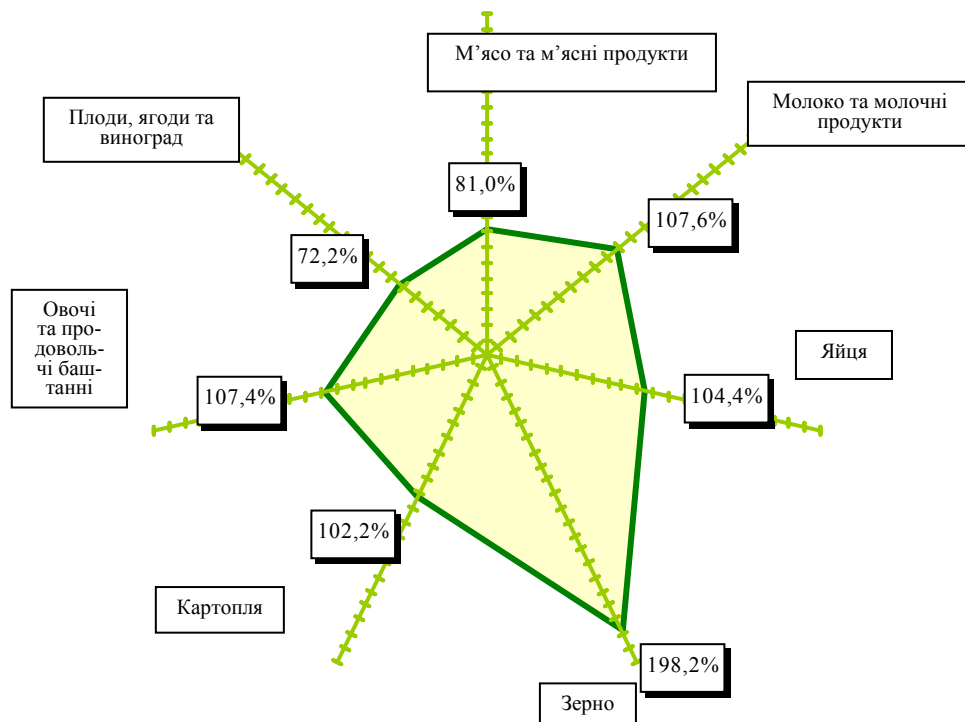 М’ясо та м’ясні продукти
Молоко та молочні
продукти
Плоди, ягоди та
виноград
81,0%
107,6%
72,2%
Овочі
та про-
доволь-
чі баш-
танні
Яйця
107,4%
104,4%
102,2%
Картопля
198,2%
Зерно